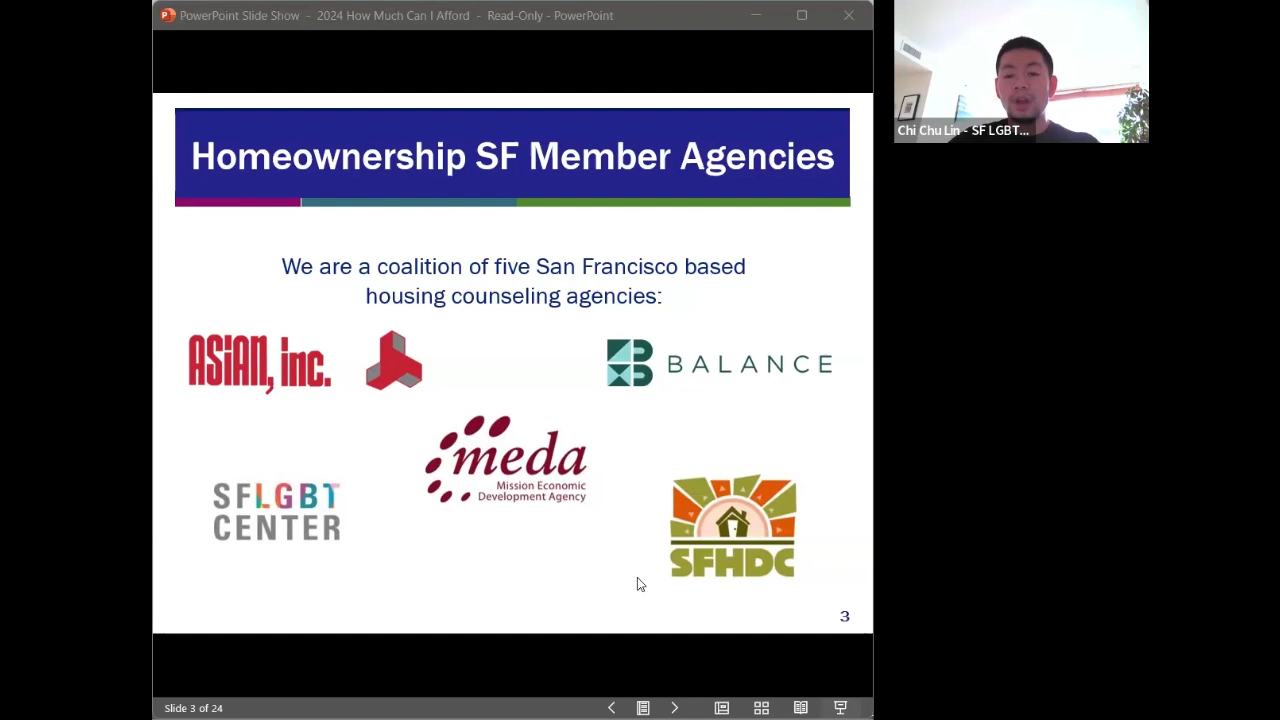 PowerPoint Slide Show - 2024 How Much Can I Afford - Read-Only - PowerPoint
Chi Chu Lin - SF LGBT...
Homeownership SF Member Agencies
We are a coalition of five San Francisco based
housing counseling agencies:
ASIAN, inc.
BALANCE
meda
Mission Economic
Development Agency
SFLGBT
CENTER
SFHDC
3
Slide 3 of 24